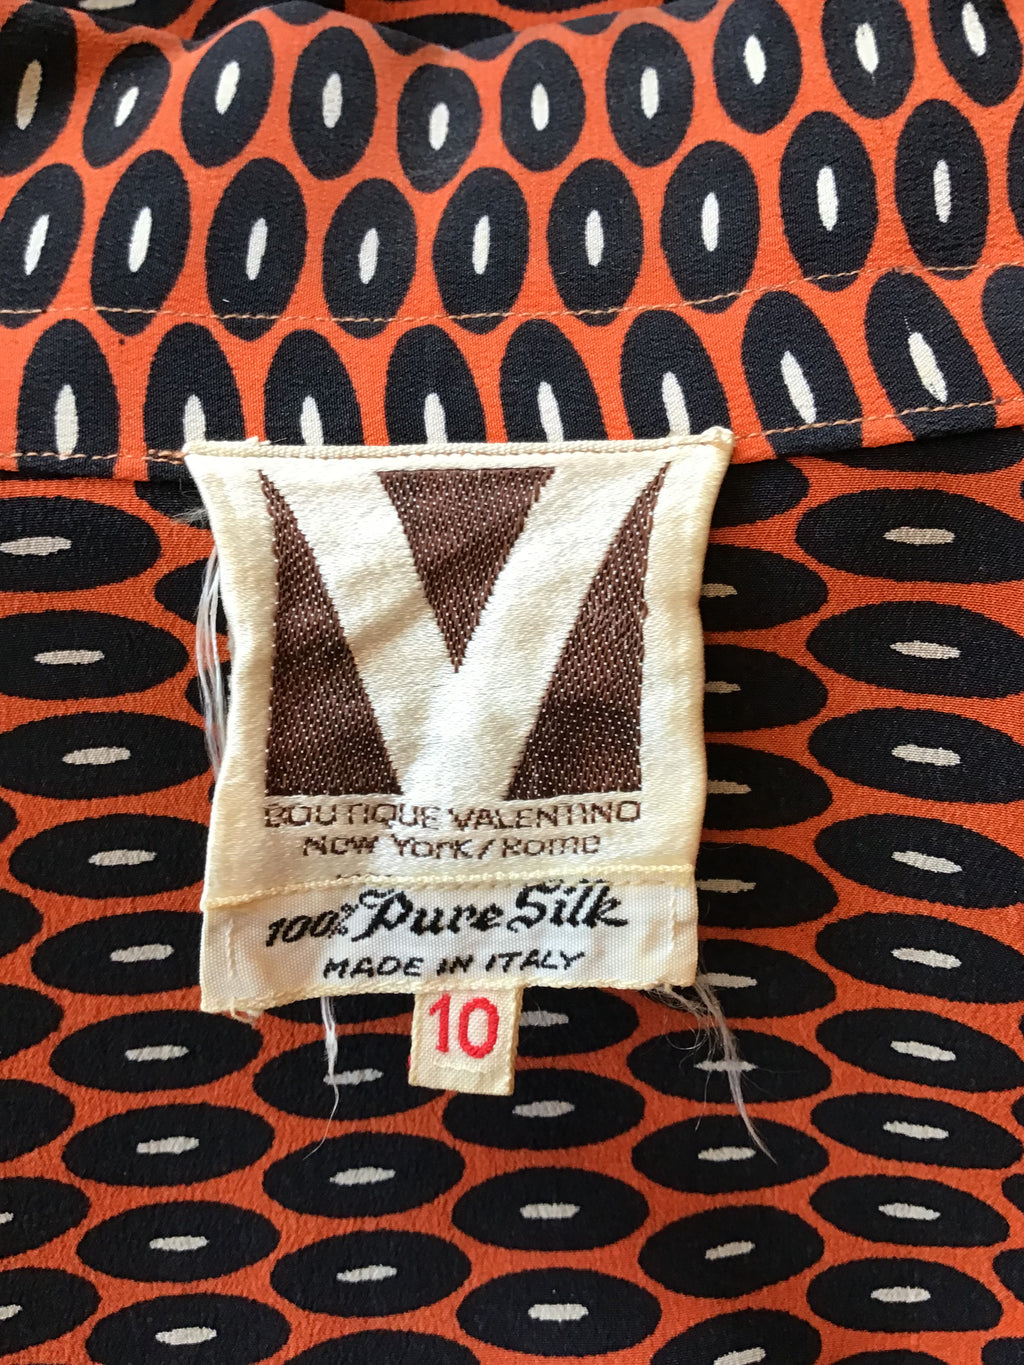 V
BOUTIQUE VALENTINO
NEW YORK/ROME
100% Pure Silk
MADE IN ITALY
10